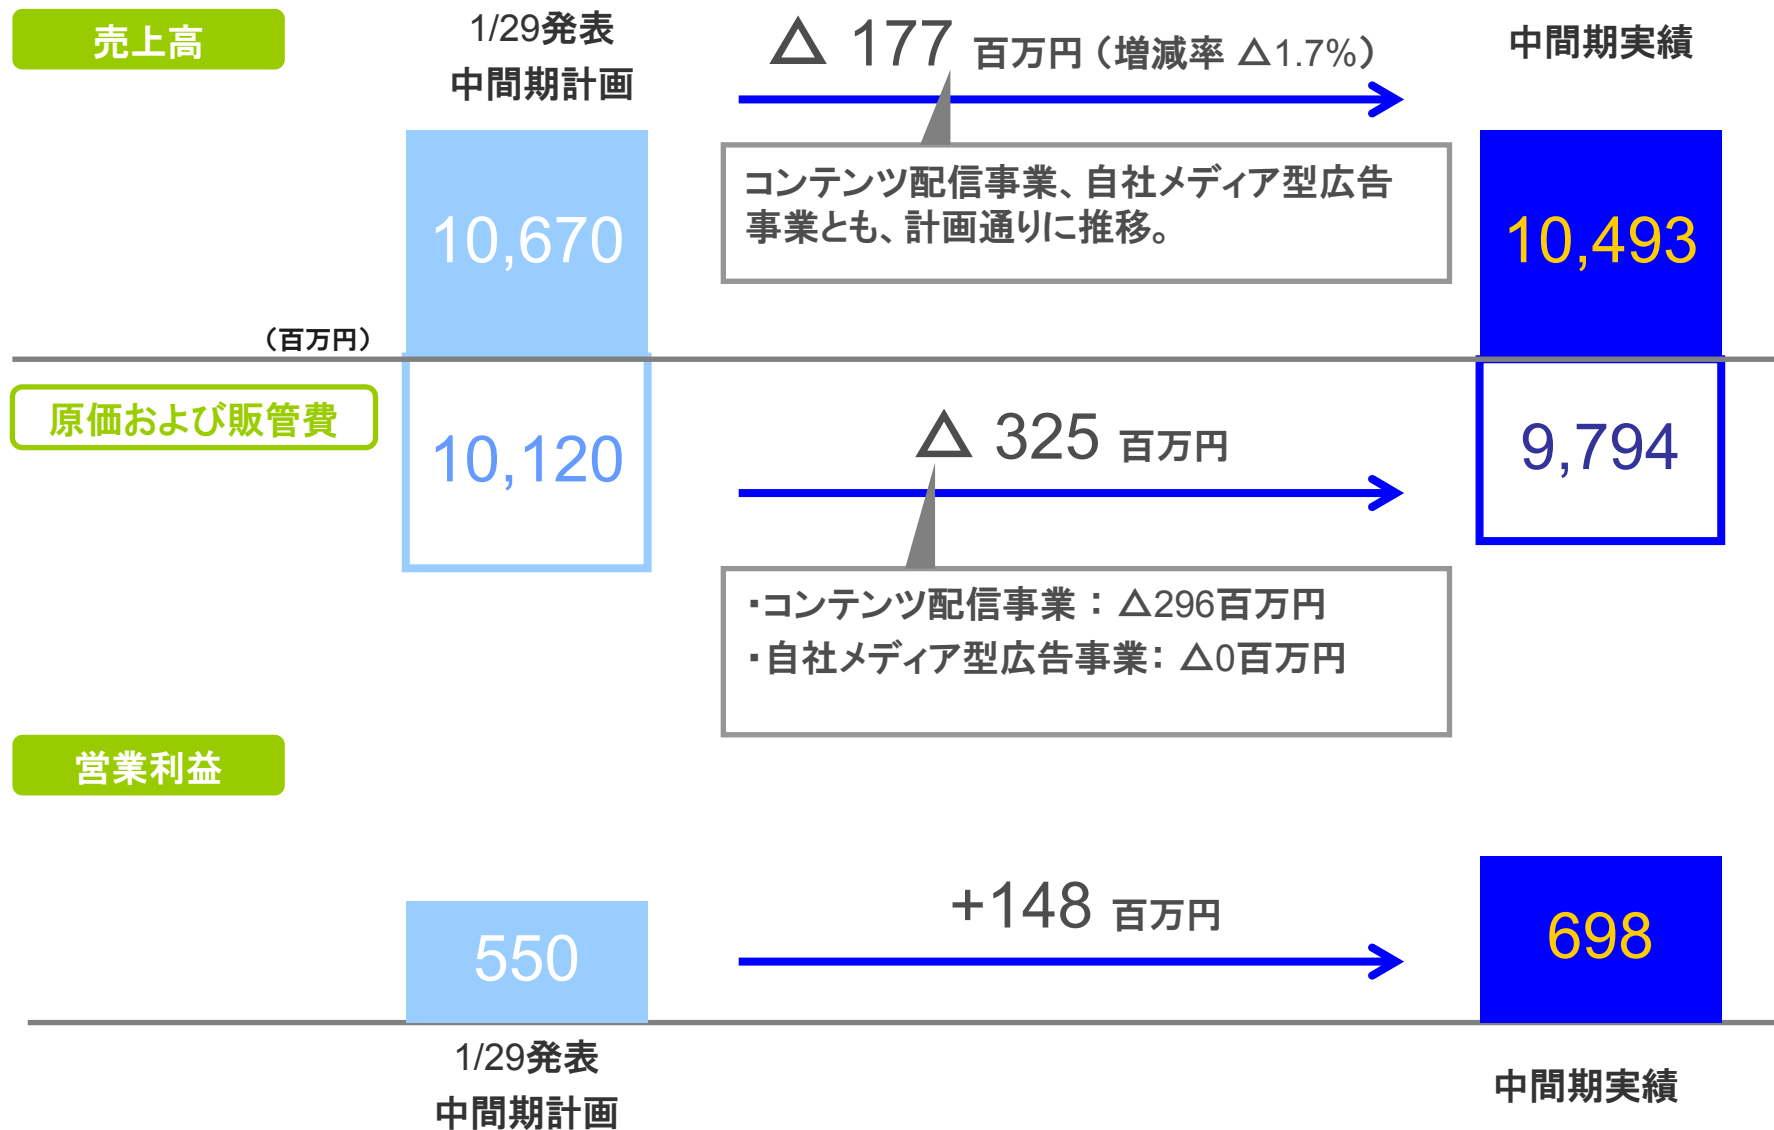 売上高
1/29発表
中間期計画
△ 177 百万円（増減率 △1.7%）
中間期実績
コンテンツ配信事業、自社メディア型広告
事業とも、計画通りに推移。
10,670
10,493
（百万円）
原価および販管費
10,120
△ 325 百万円
9,794
・コンテンツ配信事業： △296百万円
・自社メディア型広告事業： △0百万円
営業利益
+148 百万円
550
698
1/29発表
中間期計画
中間期実績